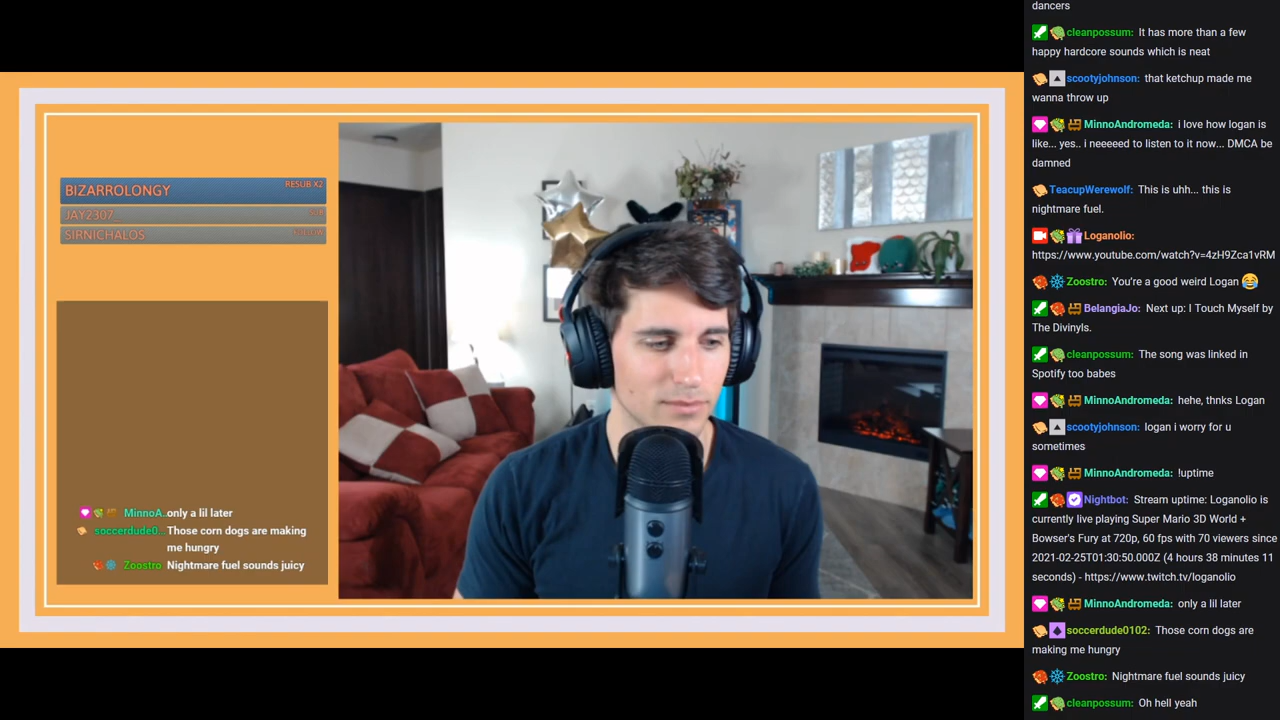 BIZARROLONGY
RESUB X2
JAY2307_
SUB
SIRNICHALOS
MinnoA..only a lil later
soccerdude0.. Those corn dogs are making
me hungry
Zoostro Nightmare fuel sounds juicy
dancers
cleanpossum: It has more than a few
happy hardcore sounds which is neat
scootyjohnson: that ketchup made me
wanna throw up
MinnoAndromeda: i love how logan is
like... yes.. i neeeeed to listen to it now... DMCA be
damned
TeacupWerewolf: This is uhh... this is
nightmare fuel.
Loganolio:
https://www.youtube.com/watch?v=4zH9Zca1vRM
Zoostro: You're a good weird Logan 😂
BelangiaJo: Next up: I Touch Myself by
The Divinyls.
cleanpossum: The song was linked in
Spotify too babes
MinnoAndromeda: hehe, thnks Logan
scootyjohnson: logan i worry for u
sometimes
MinnoAndromeda: !uptime
Nightbot: Stream uptime: Loganolio is
currently live playing Super Mario 3D World +
Bowser's Fury at 720p, 60 fps with 70 viewers since
2021-02-25T01:30:50.000Z (4 hours 38 minutes 11
seconds) - https://www.twitch.tv/loganolio
MinnoAndromeda: only a lil later
soccerdude0102: Those corn dogs are
making me hungry
Zoostro: Nightmare fuel sounds juicy
cleanpossum: Oh hell yeah